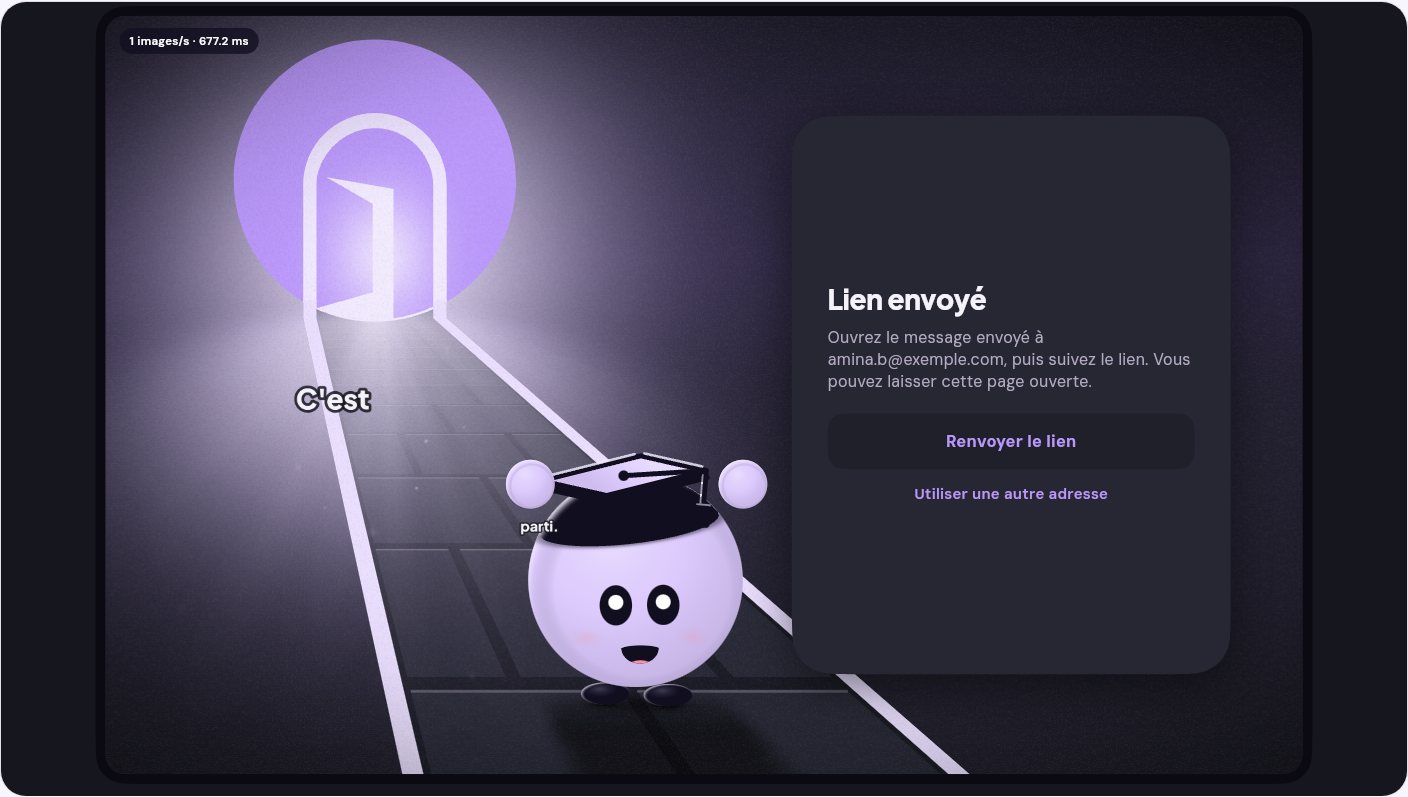 1 images/s · 677.2 ms
C'est
parti.
Lien envoyé
Ouvrez le message envoyé à
amina.b@exemple.com, puis suivez le lien. Vous
pouvez laisser cette page ouverte.
Renvoyer le lien
Utiliser une autre adresse